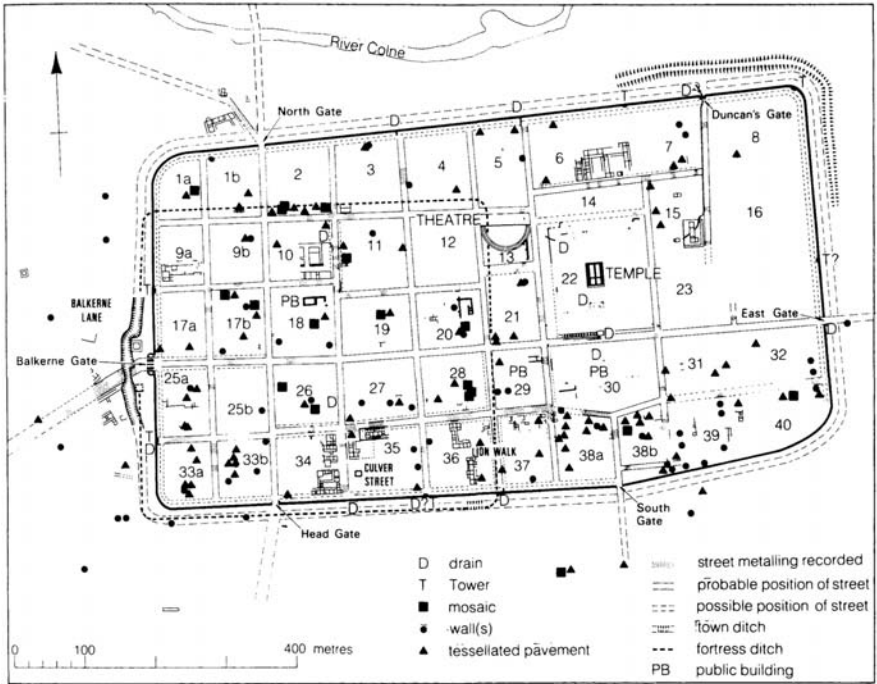 River Colne
North Gate
D
D
T
D
T
Duncan's Gate
1a
1b
2
3
4
5
6
7
8
THEATRE
14
15
16
9a
9b
10
D
11
12
13
D
22
TEMPLE
D
23
T?
BALKERNE
LANE
T
17a
17b
PB
18
19
20
21
East Gate
D
D
Balkerne Gate
25a
25b
26
D
27
28
PB
29
D
PB
30
31
32
T
D
33a
33b
34
35
CULVER
STREET
36
LION WALK
37
38a
38b
39
40
D
D?
D
Head Gate
South
Gate
D drain
T Tower
mosaic
wall(s)
tessellated pavement
street metalling recorded
probable position of street
possible position of street
town ditch
fortress ditch
PB public building
0 100 400 metres